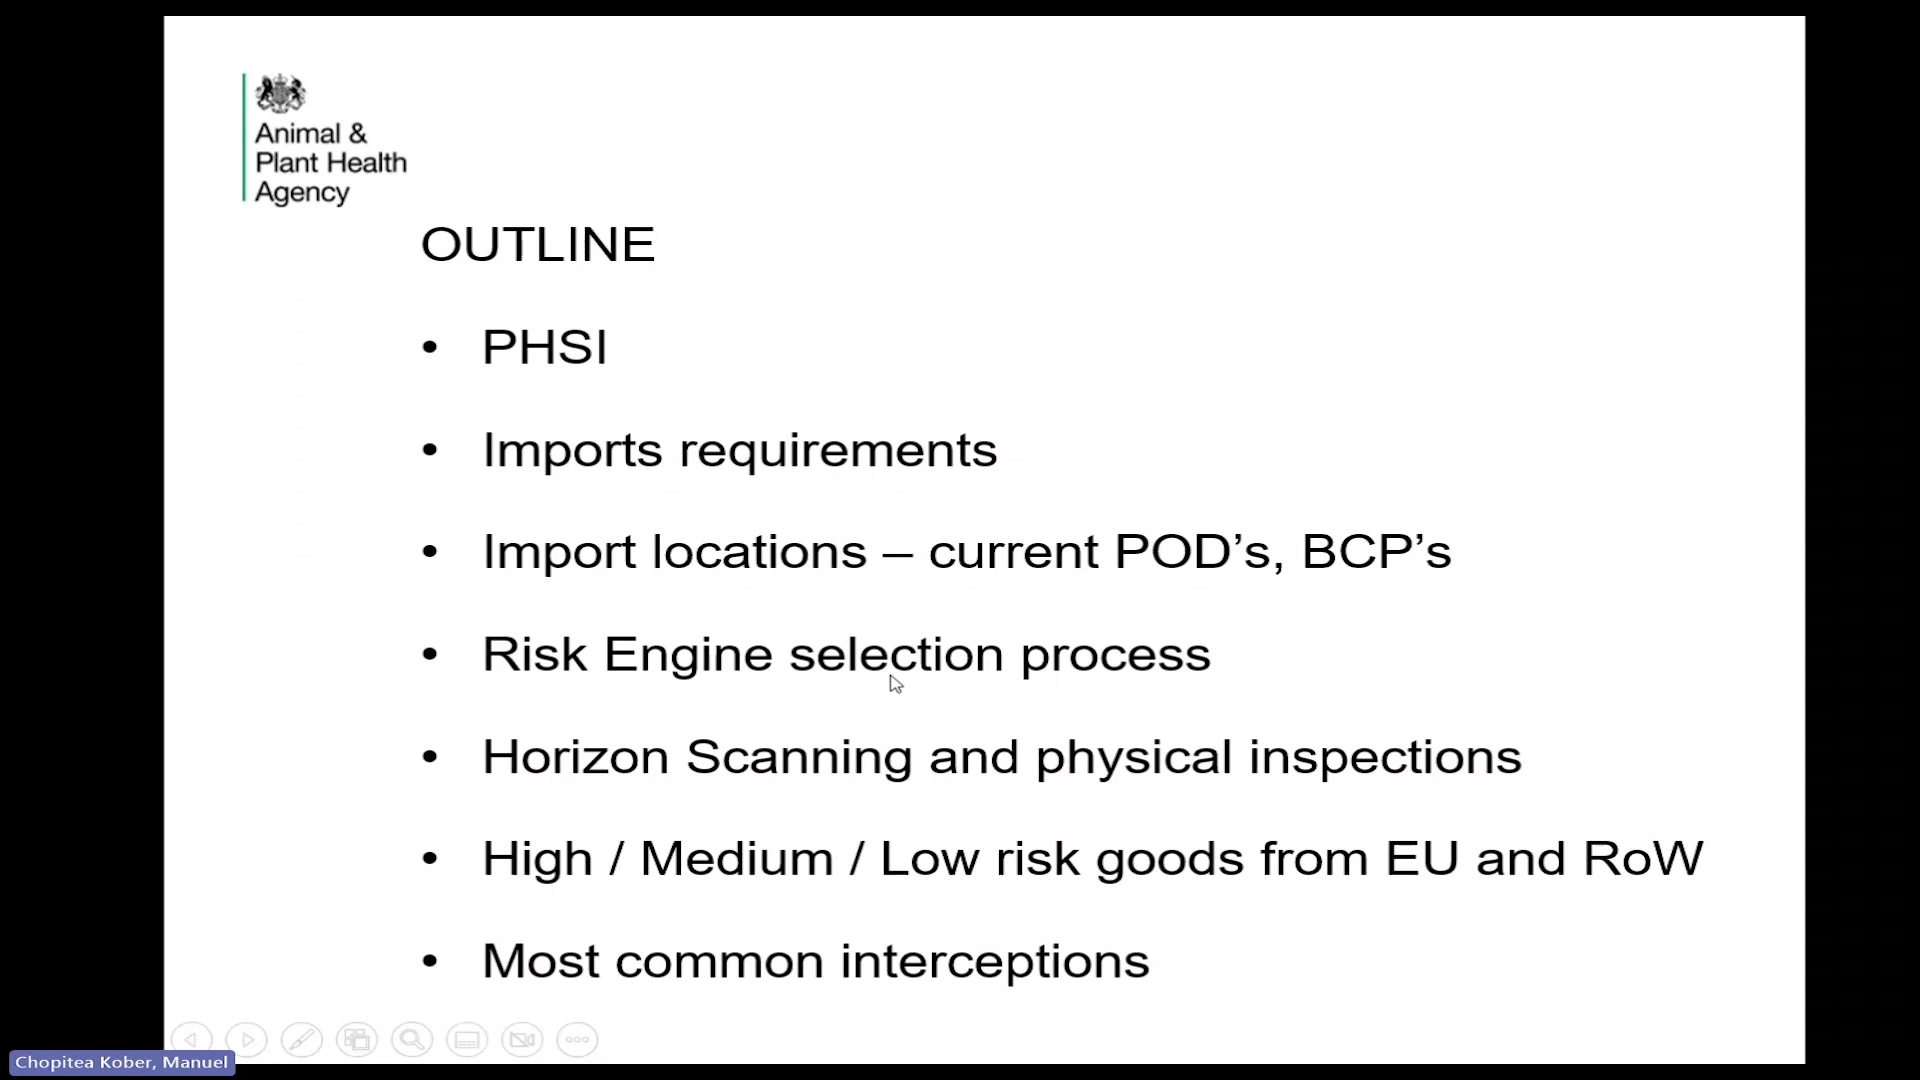 Animal &
Plant Health
Agency
OUTLINE
• PHSI
• Imports requirements
• Import locations – current POD’s, BCP’s
• Risk Engine selection process
• Horizon Scanning and physical inspections
• High / Medium / Low risk goods from EU and RoW
• Most common interceptions
Chopitea Kober, Manuel